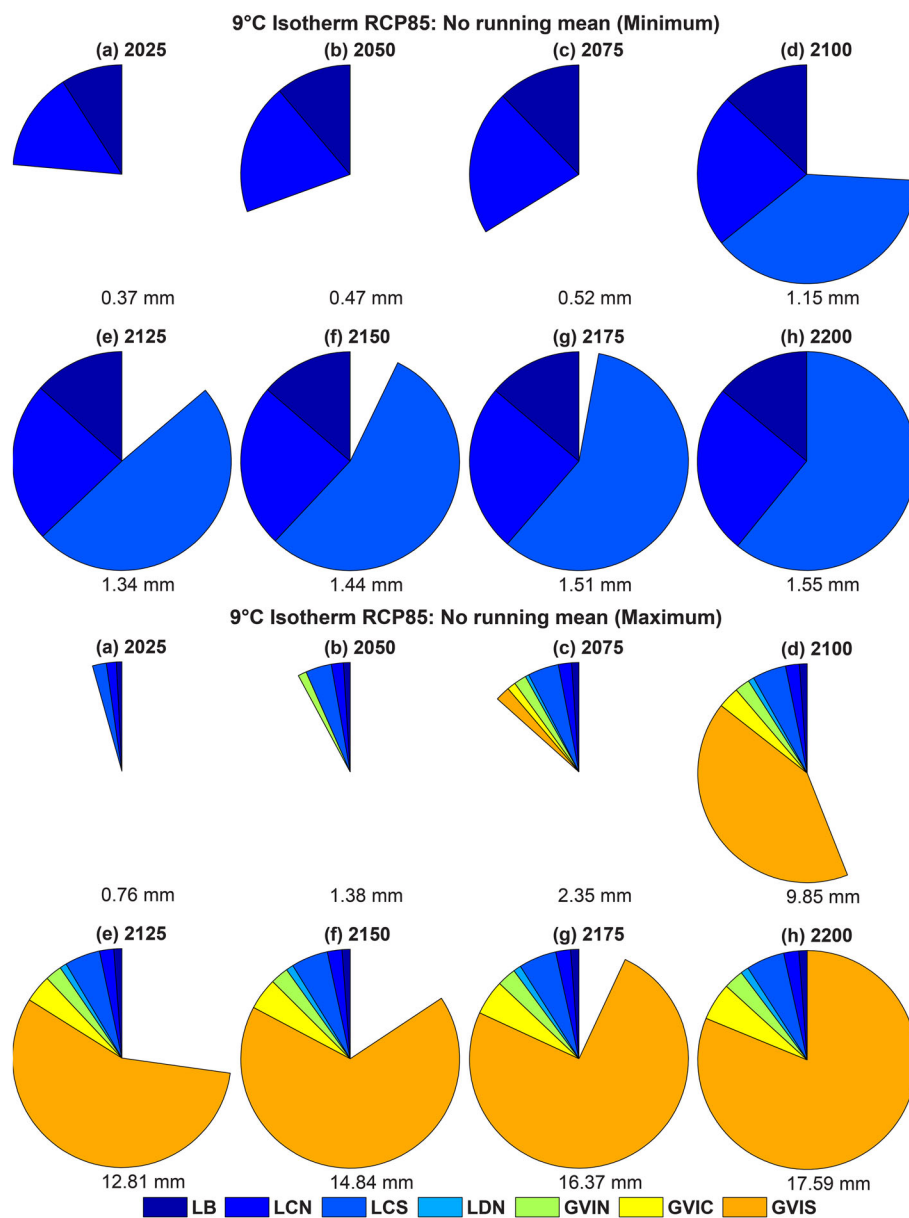 9°C Isotherm RCP85: No running mean (Minimum)
(a) 2025 (b) 2050 (c) 2075 (d) 2100
0.37 mm 0.47 mm 0.52 mm 1.15 mm
(e) 2125 (f) 2150 (g) 2175 (h) 2200
1.34 mm 1.44 mm 1.51 mm 1.55 mm
9°C Isotherm RCP85: No running mean (Maximum)
(a) 2025 (b) 2050 (c) 2075 (d) 2100
0.76 mm 1.38 mm 2.35 mm 9.85 mm
(e) 2125 (f) 2150 (g) 2175 (h) 2200
12.81 mm 14.84 mm 16.37 mm 17.59 mm
LB LCN LCS LDN GVIN GVIC GVIS